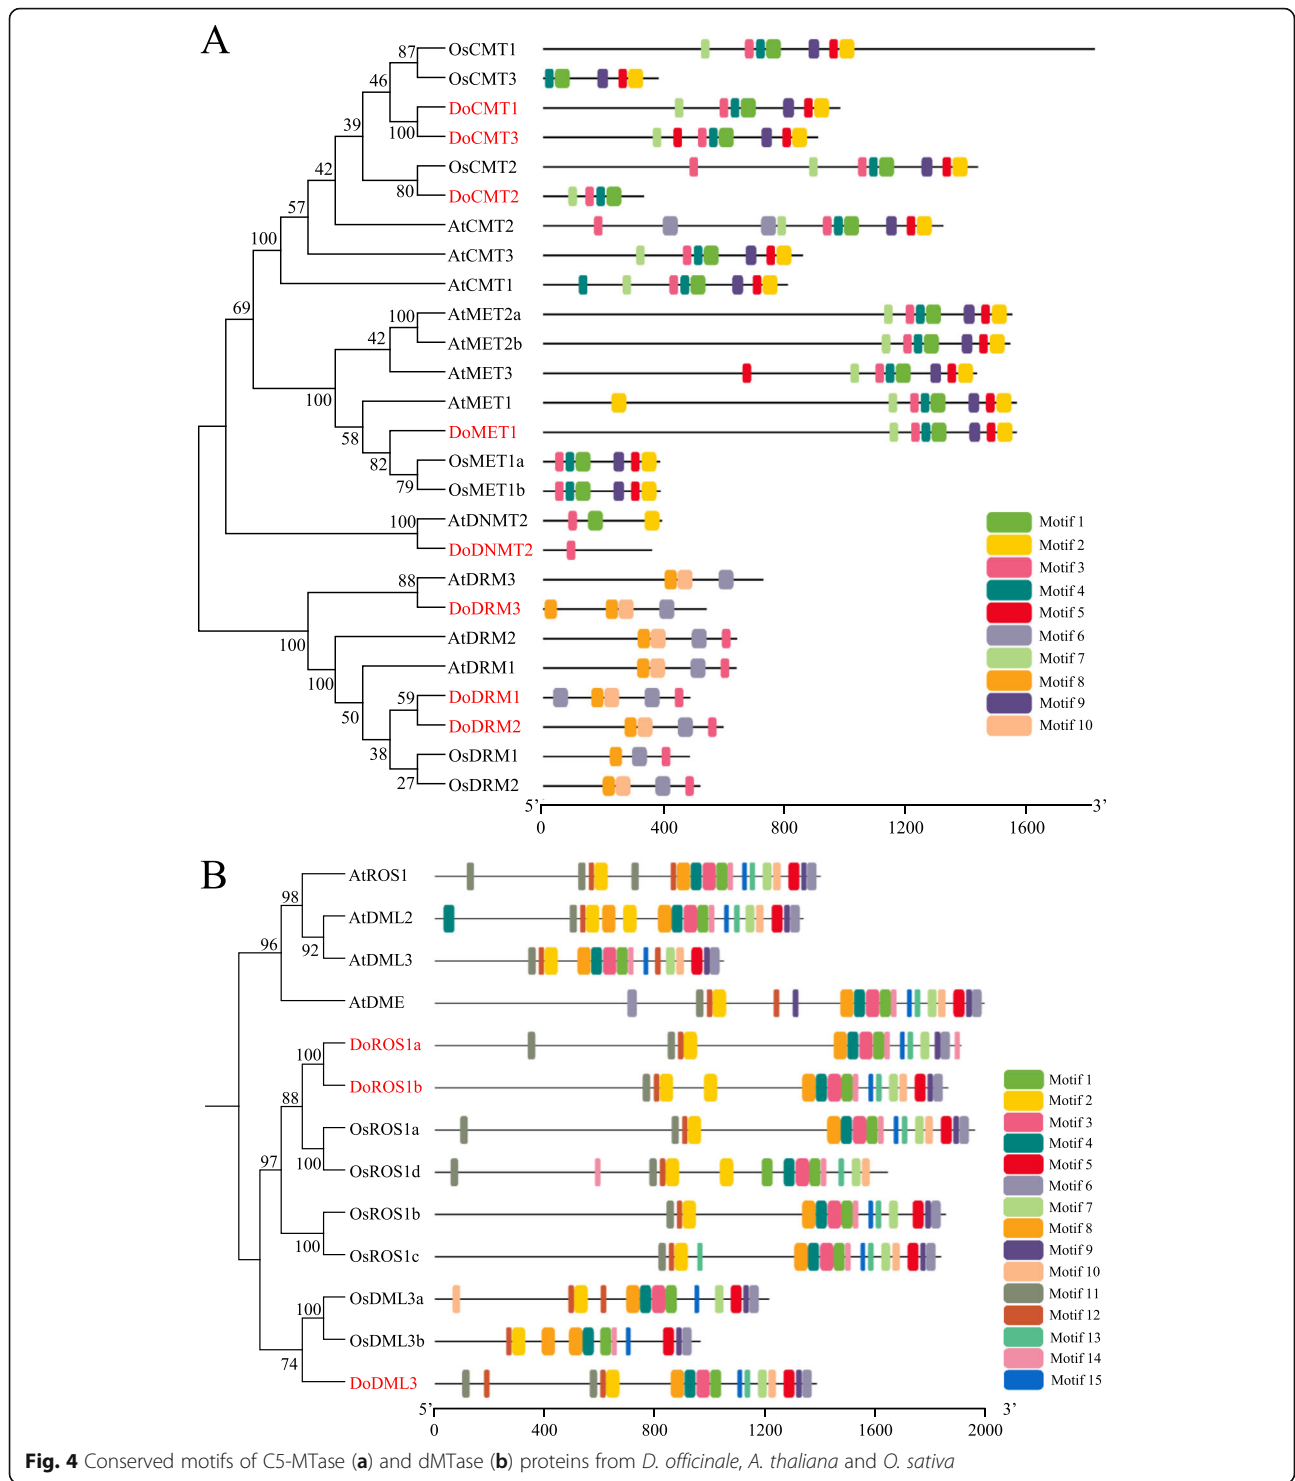 A
87
OsCMT1
46
OsCMT3
39
DoCMT1
100
DoCMT3
42
OsCMT2
80
DoCMT2
57
AtCMT2
100
AtCMT3
AtCMT1
69
100
AtMET2a
42
AtMET2b
AtMET3
100
AtMET1
58
DoMET1
82
OsMET1a
79
OsMET1b
100
AtDNMT2
DoDNMT2
88
AtDRM3
DoDRM3
100
AtDRM2
100
AtDRM1
59
DoDRM1
50
DoDRM2
38
OsDRM1
27
OsDRM2
Motif 1
Motif 2
Motif 3
Motif 4
Motif 5
Motif 6
Motif 7
Motif 8
Motif 9
Motif 10
5’ 3’
0 400 800 1200 1600
B
98
AtROS1
AtDML2
96
92
AtDML3
AtDME
100
DoROS1a
DoROS1b
88
OsROS1a
97
100
OsROS1d
OsROS1b
100
OsROS1c
100
OsDML3a
OsDML3b
74
DoDML3
Motif 1
Motif 2
Motif 3
Motif 4
Motif 5
Motif 6
Motif 7
Motif 8
Motif 9
Motif 10
Motif 11
Motif 12
Motif 13
Motif 14
Motif 15
5’ 3’
0 400 800 1200 1600 2000
Fig. 4 Conserved motifs of C5-MTase (a) and dMTase (b) proteins from D. officinale, A. thaliana and O. sativa